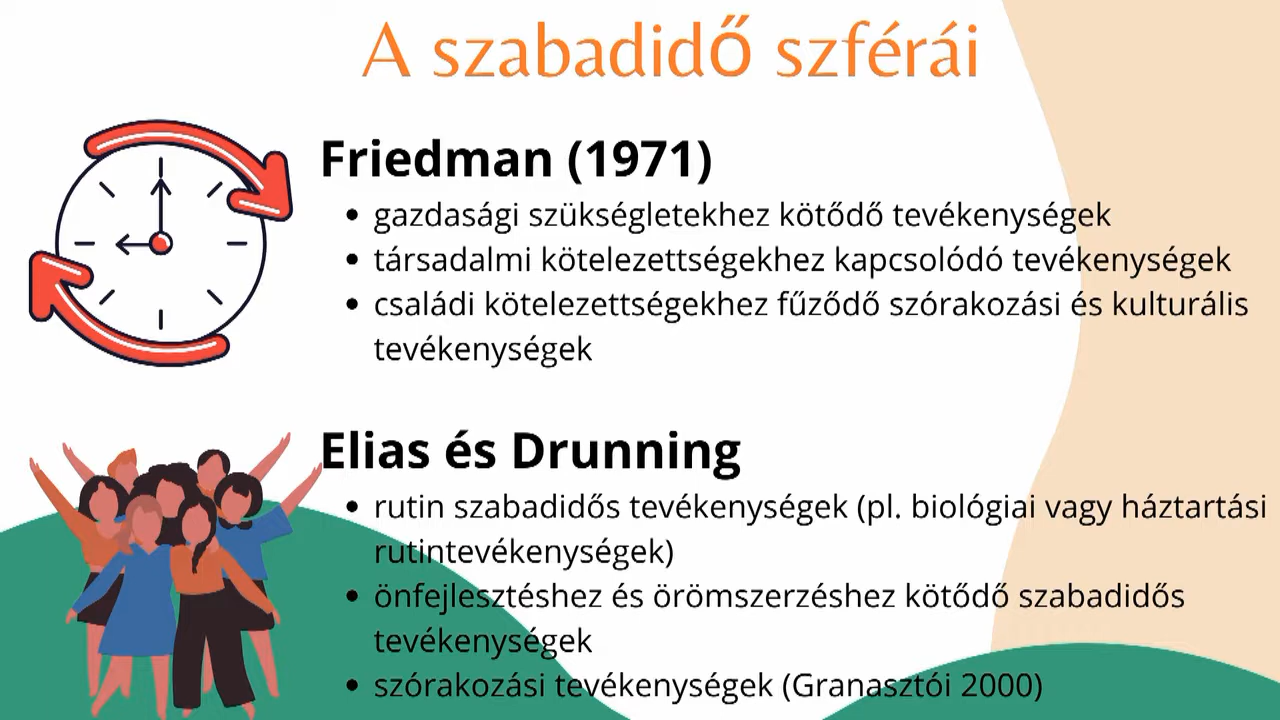 A szabadidő szférái
Friedman (1971)
• gazdasági szükségletekhez kötődő tevékenységek
• társadalmi kötelezettségekhez kapcsolódó tevékenységek
• családi kötelezettségekhez fűződő szórakozási és kulturális
tevékenységek
Elias és Drunning
• rutin szabadidős tevékenységek (pl. biológiai vagy háztartási
rutintevékenységek)
• önfejlesztéshez és örömszerzéshez kötődő szabadidős
tevékenységek
• szórakozási tevékenységek (Granasztói 2000)